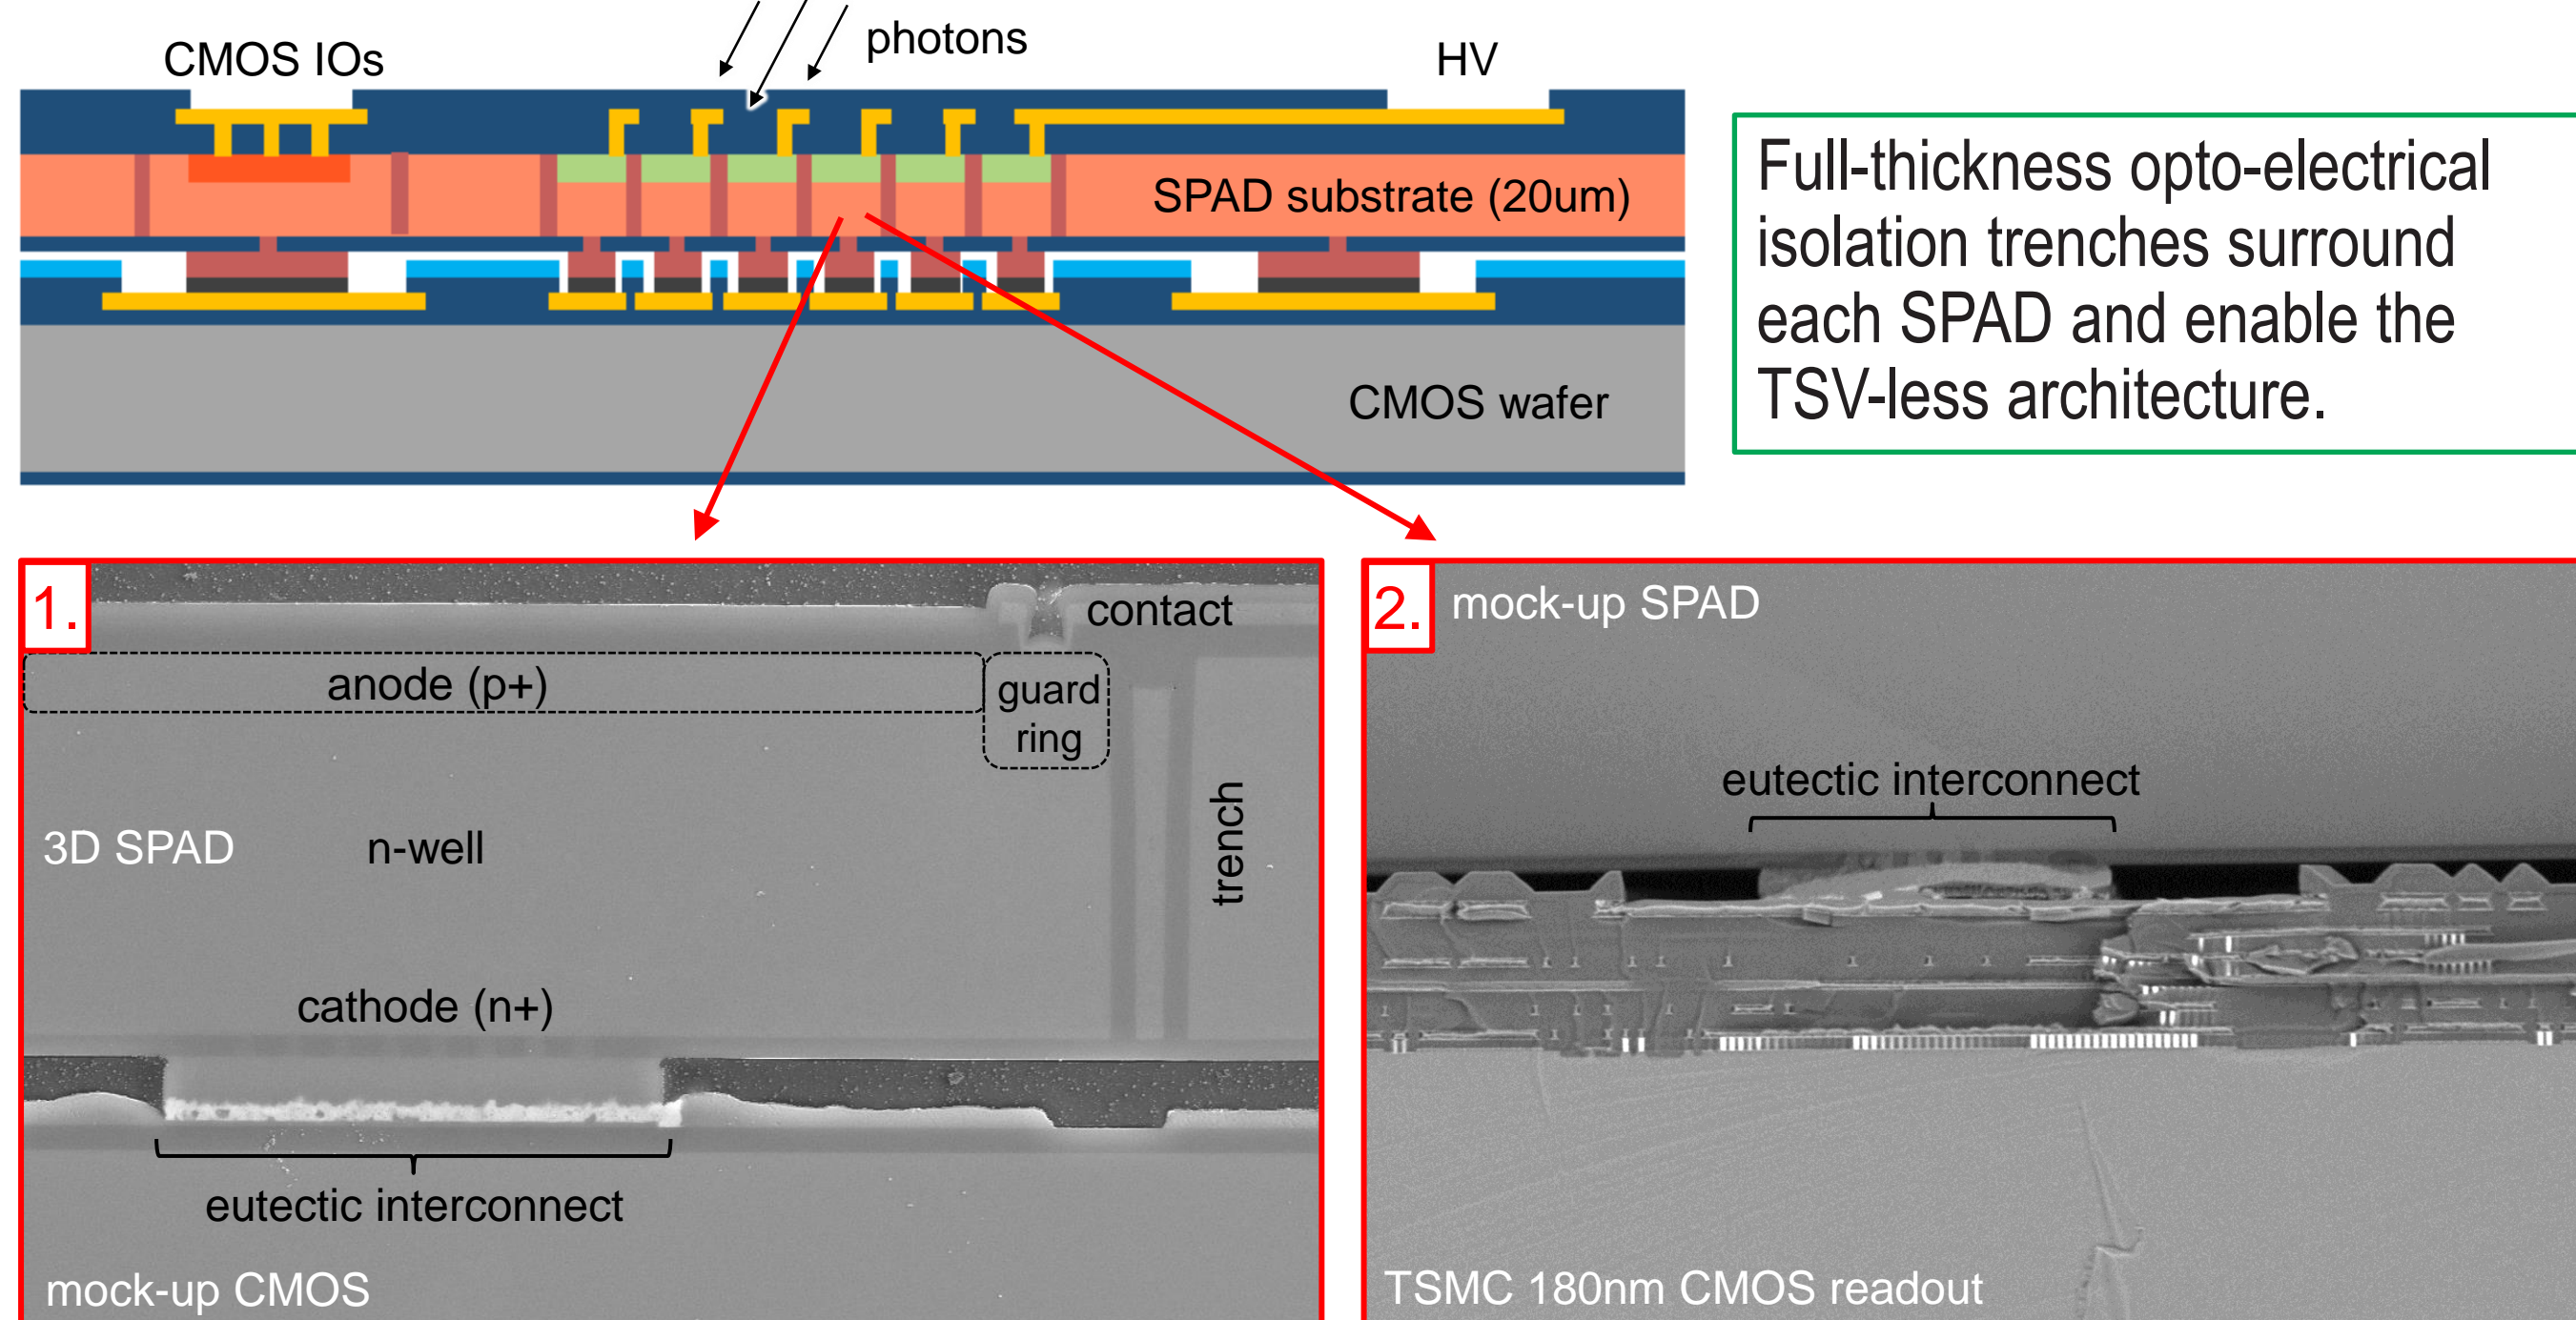 photons
CMOS IOs
HV
SPAD substrate (20um)
CMOS wafer
Full-thickness opto-electrical
isolation trenches surround
each SPAD and enable the
TSV-less architecture.
1.
contact
anode (p+)
guard
ring
3D SPAD
n-well
trench
cathode (n+)
eutectic interconnect
mock-up CMOS
2.
mock-up SPAD
eutectic interconnect
TSMC 180nm CMOS readout